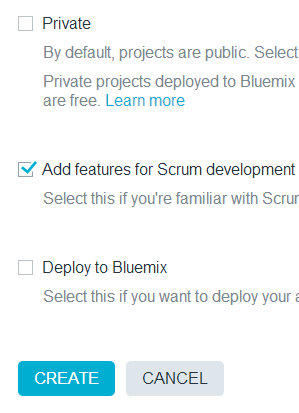 Private
By default, projects are public. Select
Private projects deployed to Bluemix
are free. Learn more
Add features for Scrum development
Select this if you're familiar with Scru
Deploy to Bluemix
Select this if you want to deploy your a
CREATE CANCEL